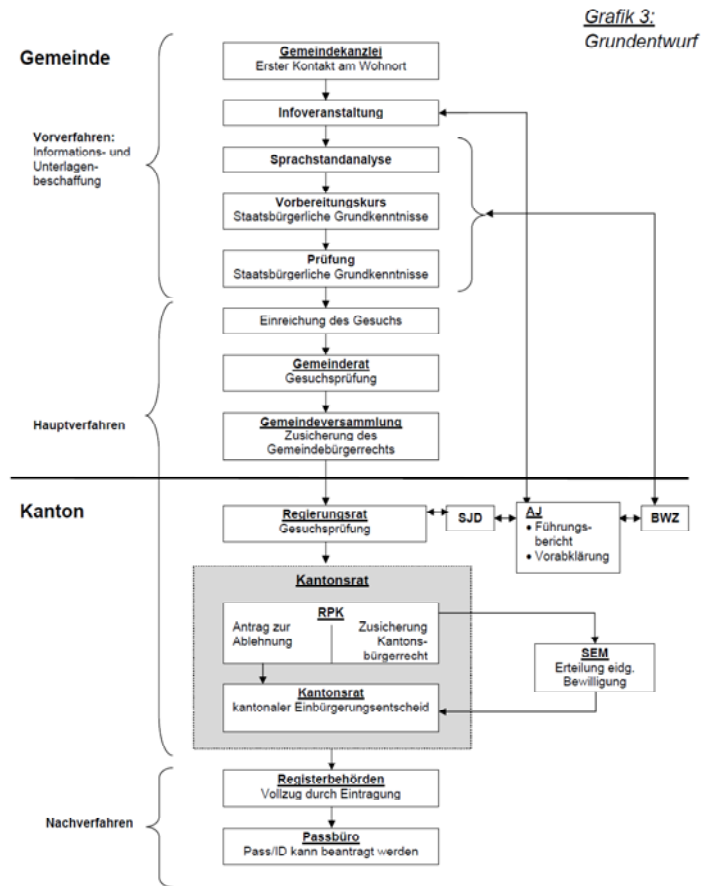 Grafik 3:
Grundentwurf
Gemeinde
Gemeindekanzlei
Erster Kontakt am Wohnort
Infoveranstaltung
Vorverfahren:
Informations- und
Unterlagen-
beschaffung
Sprachstandanalyse
Vorbereitungskurs
Staatsbürgerliche Grundkenntnisse
Prüfung
Staatsbürgerliche Grundkenntnisse
Einreichung des Gesuchs
Gemeinderat
Gesuchsprüfung
Hauptverfahren
Gemeindeversammlung
Zusicherung des
Gemeindebürgerrechts
Kanton
Regierungsrat
Gesuchsprüfung
SJD
AJ
• Führungs-
bericht
• Vorabklärung
BWZ
Kantonsrat
RPK
Antrag zur
Ablehnung
Zusicherung
Kantons-
bürgerrecht
SEM
Erteilung eidg.
Bewilligung
Kantonsrat
kantonaler Einbürgerungsentscheid
Registerbehörden
Vollzug durch Eintragung
Nachverfahren
Passbüro
Pass/ID kann beantragt werden